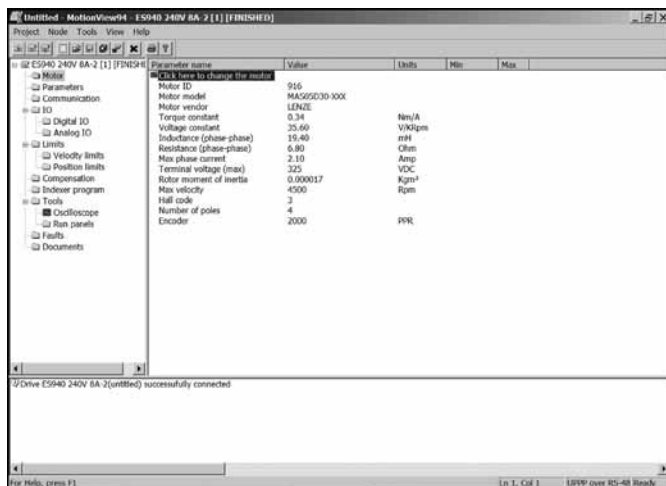 Untitled - MotionView94 - ES940 240V 8A-2 [1] [FINISHED]
Project Node Tools View Help
ES940 240V 8A-2 [1] [FINISHE
Motor
Parameters
Communication
IO
Digital IO
Analog IO
Limits
Velocity limits
Position limits
Compensation
Indexer program
Tools
Oscilloscope
Run panels
Faults
Documents
Parameter name Value Units Min Max
Click here to change the motor
Motor ID 916
Motor model
Motor vendor LENZE
Torque constant 0.34 Nm/A
Voltage constant 35.60 V/KRpm
Inductance (phase-phase) 19.40 mH
Resistance (phase-phase) 6.80 Ohm
Max phase current 2.10 Amp
Terminal voltage (max) 325 VDC
Rotor moment of inertia 0.000017 Kgm²
Max velocity 4500 Rpm
Hall code 3
Number of poles 4
Encoder 2000 PPR
Drive ES940 240V 8A-2(untitled) successufully connected
For Help, press F1
Ln 1, Col 1 UPPP over RS-48 Ready